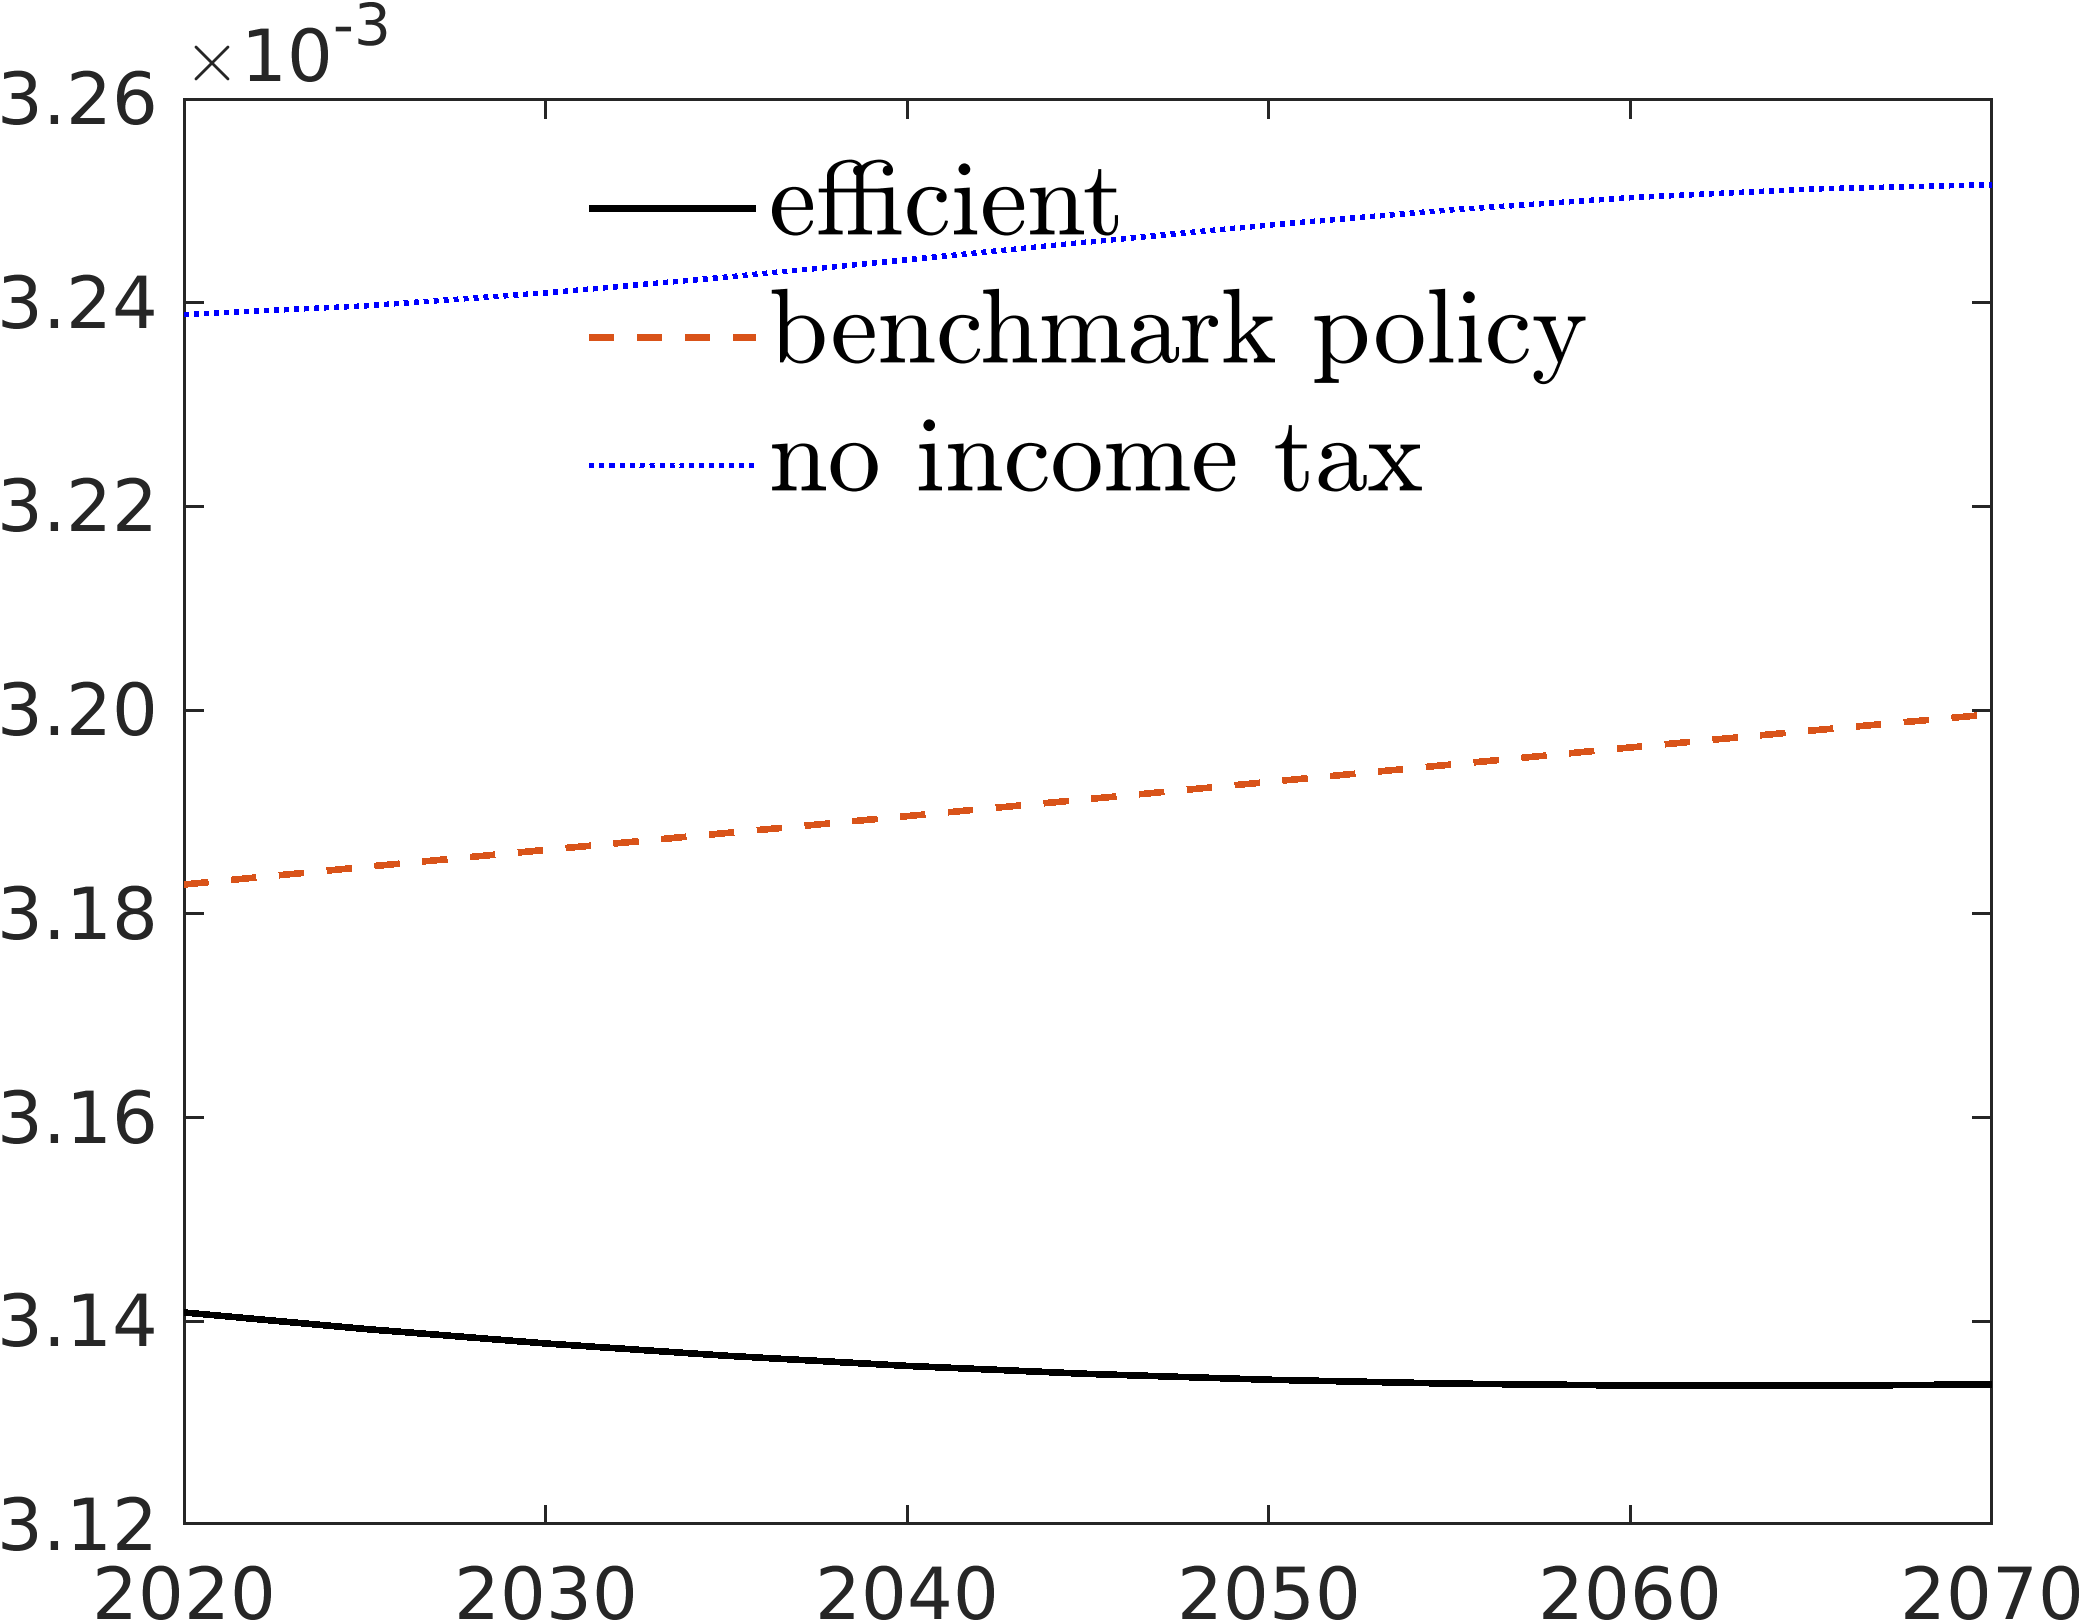 ×10-3
3.26
efficient
3.24
benchmark policy
no income tax
3.22
3.20
3.18
3.16
3.14
3.12
2020 2030 2040 2050 2060 2070